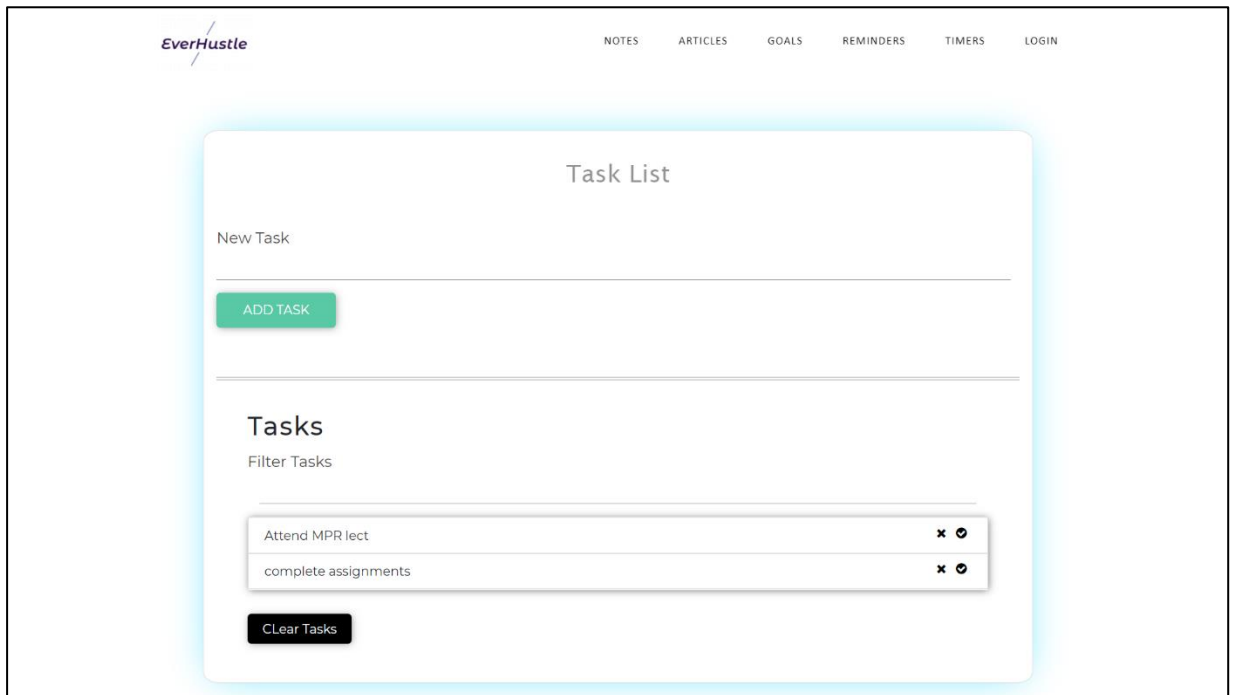 EverHustle
NOTES ARTICLES GOALS REMINDERS TIMERS LOGIN
Task List
New Task
ADD TASK
Tasks
Filter Tasks
Attend MPR lect
complete assignments
CLear Tasks